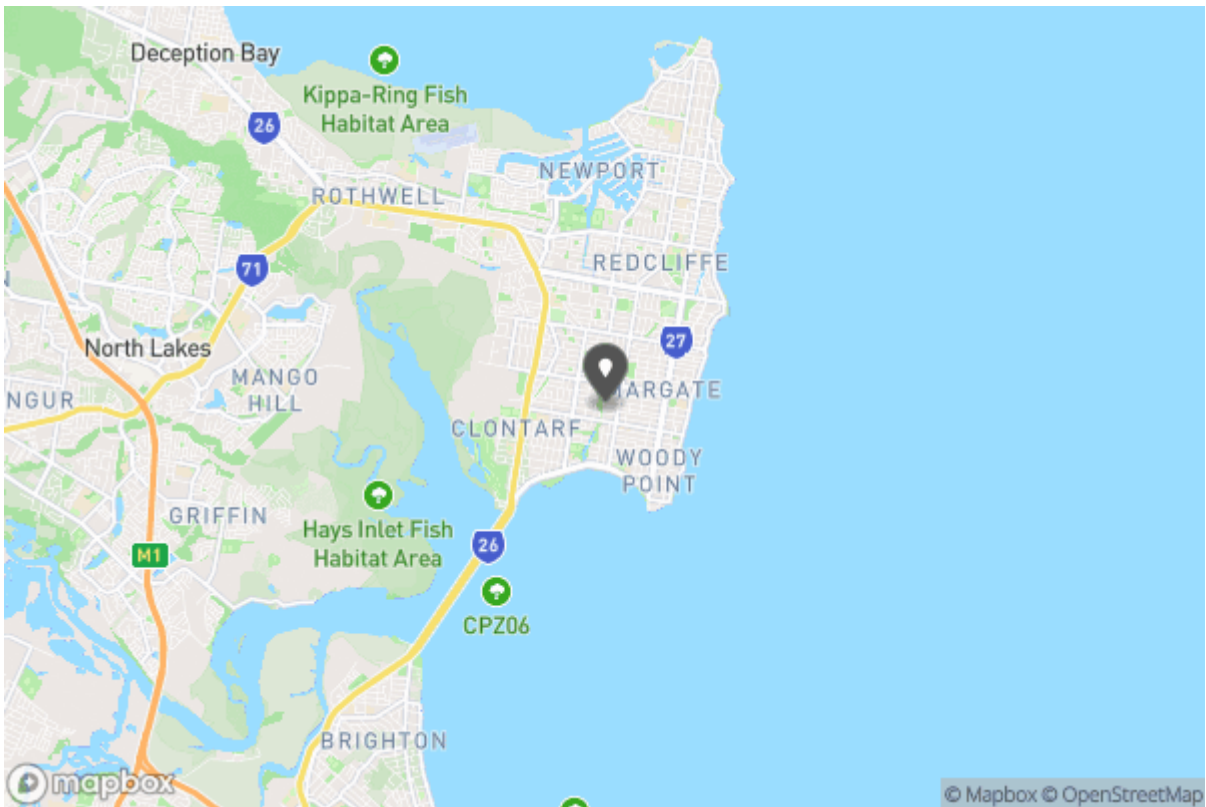 Deception Bay
Kippa-Ring Fish
Habitat Area
26
NEWPORT
ROTHWELL
71
REDCLIFFE
27
North Lakes
MANGO
HILL
NGUR
MARGATE
CLONTARF
WOODY
POINT
GRIFFIN
Hays Inlet Fish
Habitat Area
26
M1
CPZ06
BRIGHTON
mapbox
© Mapbox © OpenStreetMap